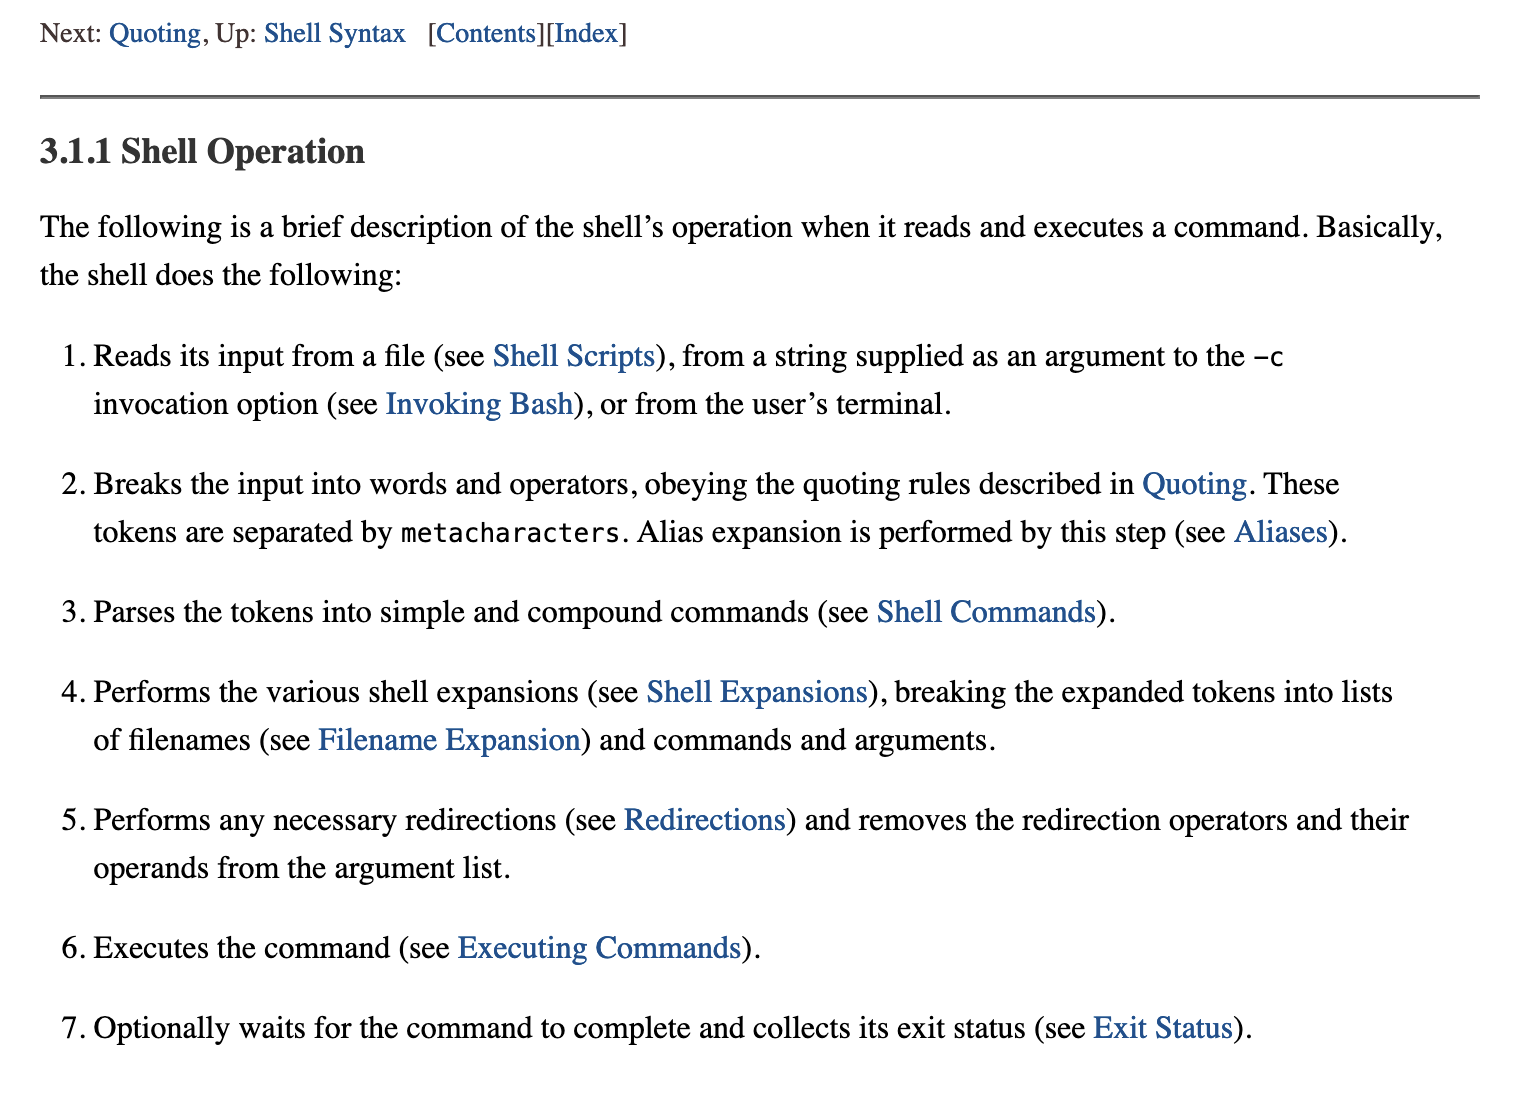 Next: Quoting, Up: Shell Syntax [Contents][Index]
3.1.1 Shell Operation
The following is a brief description of the shell’s operation when it reads and executes a command. Basically,
the shell does the following:
1. Reads its input from a file (see Shell Scripts), from a string supplied as an argument to the -c
invocation option (see Invoking Bash), or from the user’s terminal.
2. Breaks the input into words and operators, obeying the quoting rules described in Quoting. These
tokens are separated by metacharacters. Alias expansion is performed by this step (see Aliases).
3. Parses the tokens into simple and compound commands (see Shell Commands).
4. Performs the various shell expansions (see Shell Expansions), breaking the expanded tokens into lists
of filenames (see Filename Expansion) and commands and arguments.
5. Performs any necessary redirections (see Redirections) and removes the redirection operators and their
operands from the argument list.
6. Executes the command (see Executing Commands).
7. Optionally waits for the command to complete and collects its exit status (see Exit Status).